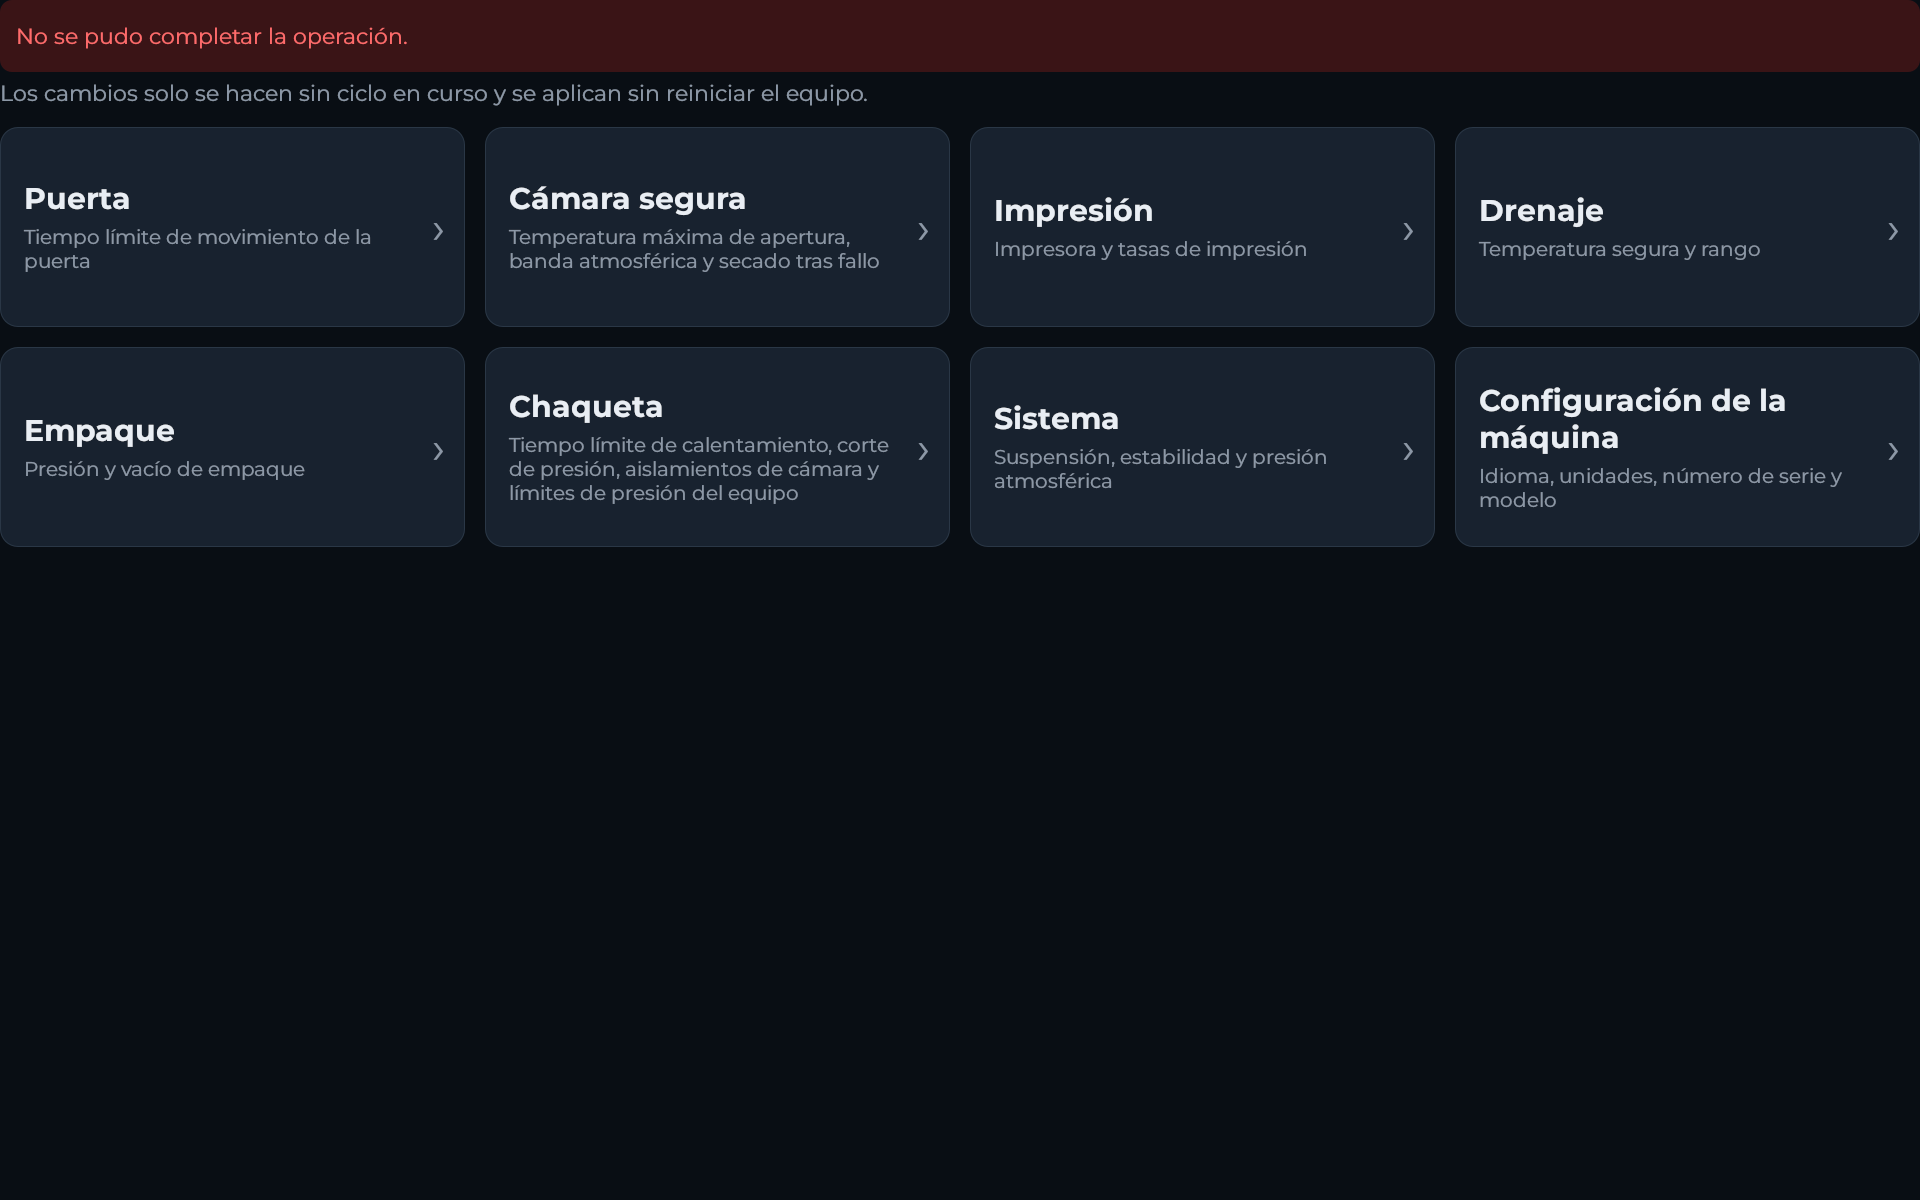 No se pudo completar la operación.
Los cambios solo se hacen sin ciclo en curso y se aplican sin reiniciar el equipo.
Puerta
Tiempo límite de movimiento de la
puerta
Cámara segura
Temperatura máxima de apertura,
banda atmosférica y secado tras fallo
Impresión
Impresora y tasas de impresión
Drenaje
Temperatura segura y rango
Empaque
Presión y vacío de empaque
Chaqueta
Tiempo límite de calentamiento, corte
de presión, aislamientos de cámara y
límites de presión del equipo
Sistema
Suspensión, estabilidad y presión
atmosférica
Configuración de la
máquina
Idioma, unidades, número de serie y
modelo